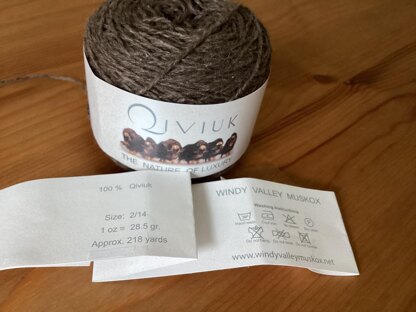 QIVIUK
THE NATURE OF LUXURY
100 % Qiviuk
Size: 2/14
1 oz = 28.5 gr.
Approx. 218 yards
WINDY VALLEY MUSKOX
Washing Instructions
www.windyvalleymuskox.net